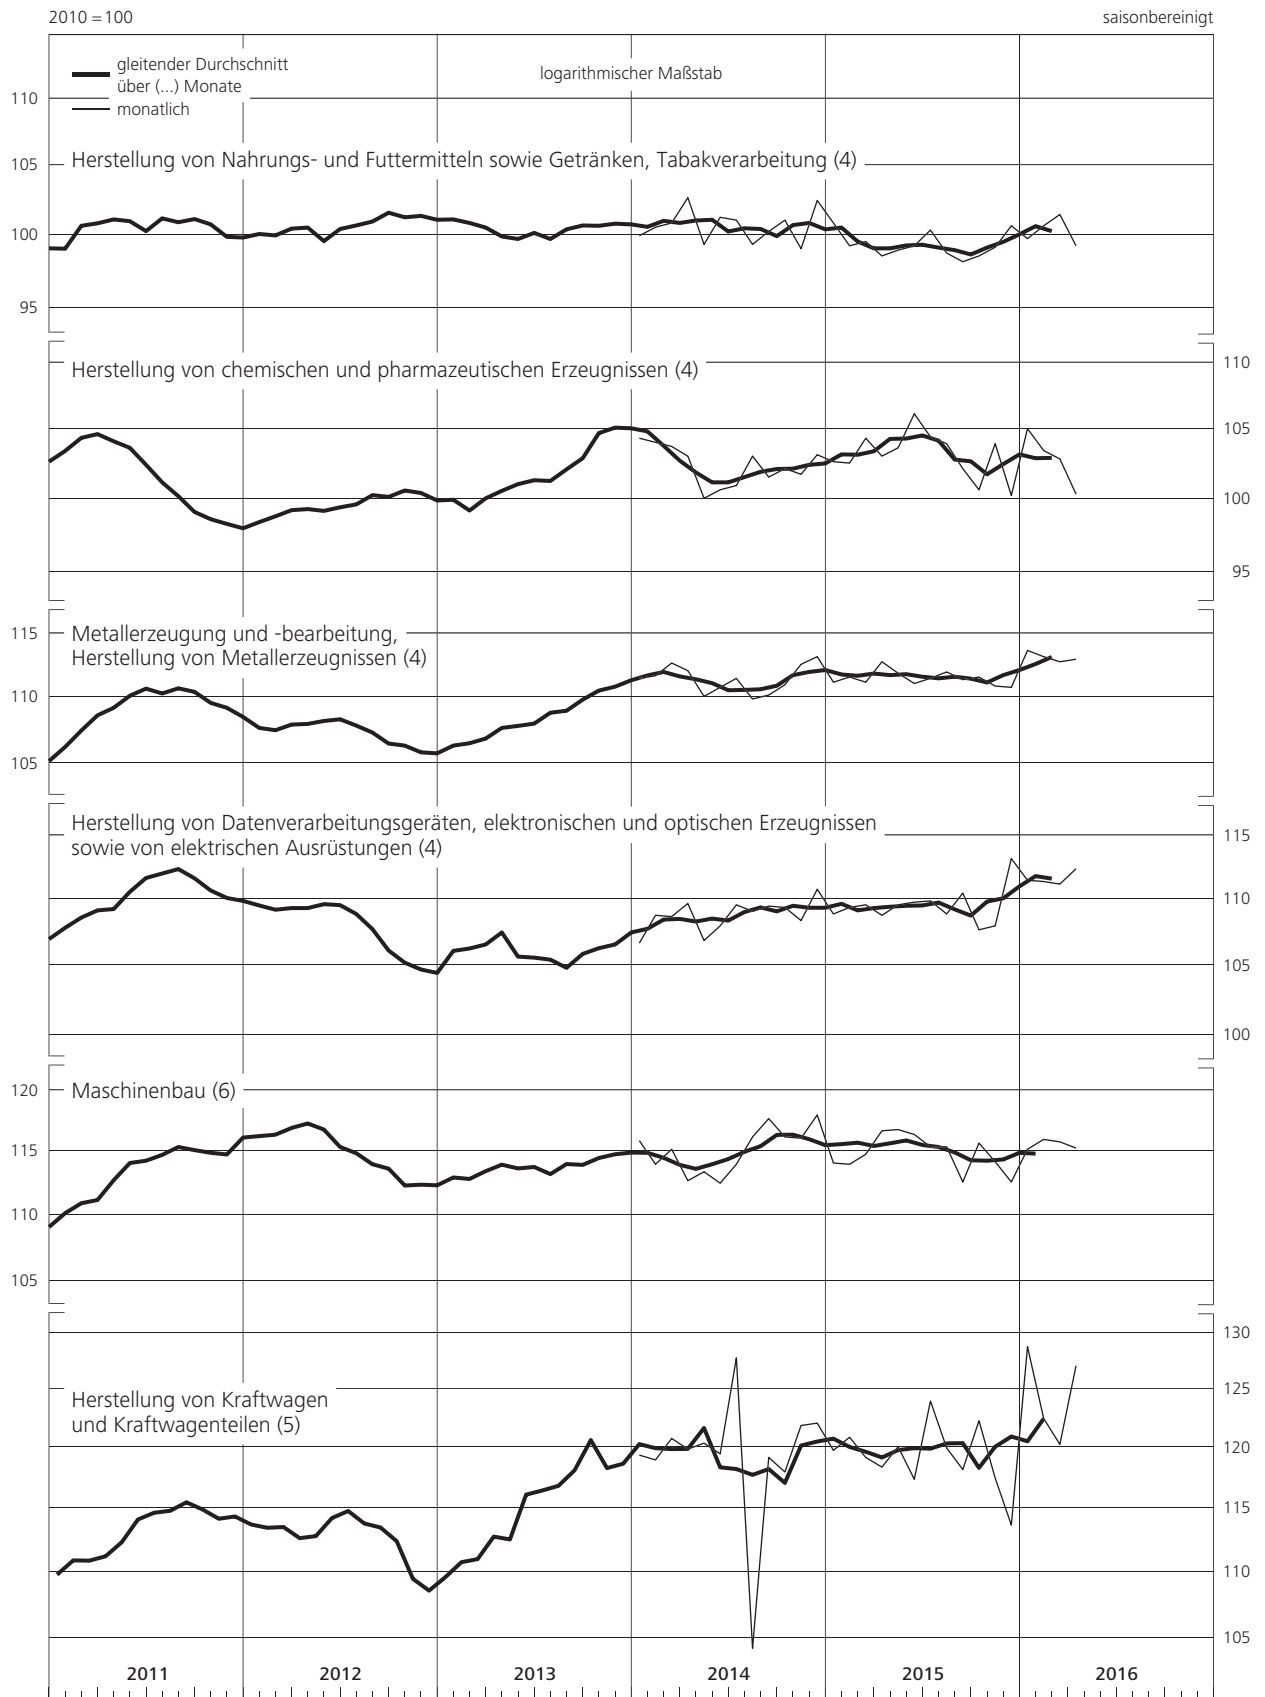 2010 = 100
saisonbereinigt
gleitender Durchschnitt
über (...) Monate
monatlich
logarithmischer Maßstab
110
105
Herstellung von Nahrungs- und Futtermitteln sowie Getränken, Tabakverarbeitung (4)
100
95
110
Herstellung von chemischen und pharmazeutischen Erzeugnissen (4)
105
100
95
115
Metallerzeugung und -bearbeitung,
Herstellung von Metallerzeugnissen (4)
110
105
Herstellung von Datenverarbeitungsgeräten, elektronischen und optischen Erzeugnissen
sowie von elektrischen Ausrüstungen (4)
115
110
105
100
120
Maschinenbau (6)
115
110
105
130
125
Herstellung von Kraftwagen
und Kraftwagenteilen (5)
120
115
110
105
2011 2012 2013 2014 2015 2016